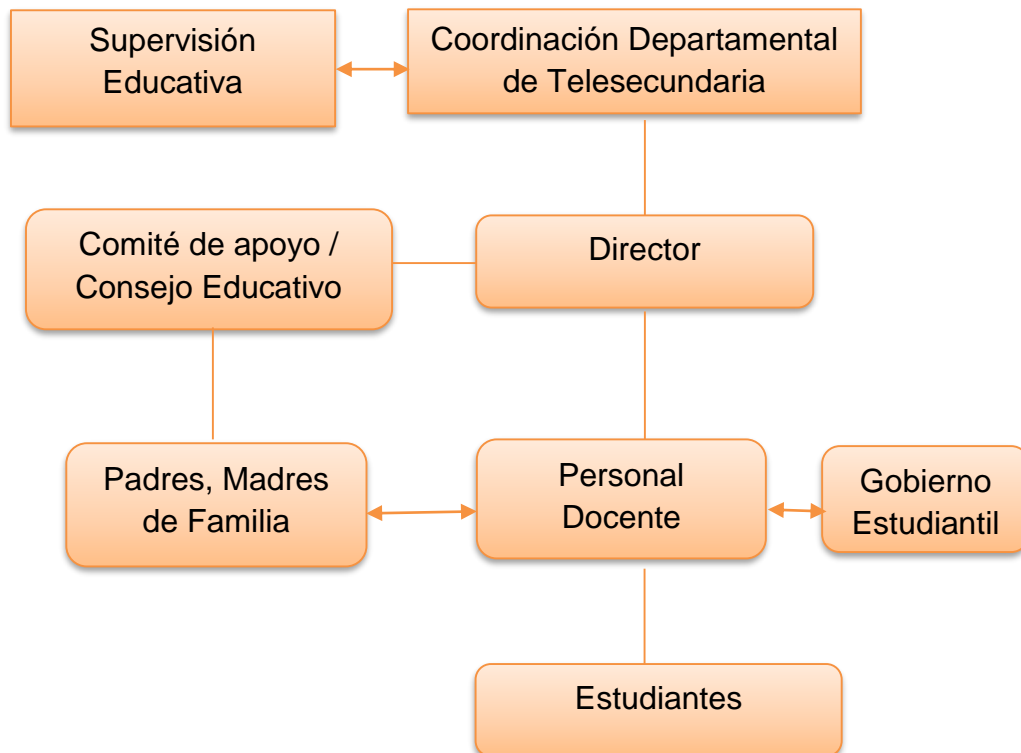 Supervisión
Educativa
Coordinación Departamental
de Telesecundaria
Comité de apoyo /
Consejo Educativo
Director
Padres, Madres
de Familia
Personal
Docente
Gobierno
Estudiantil
Estudiantes